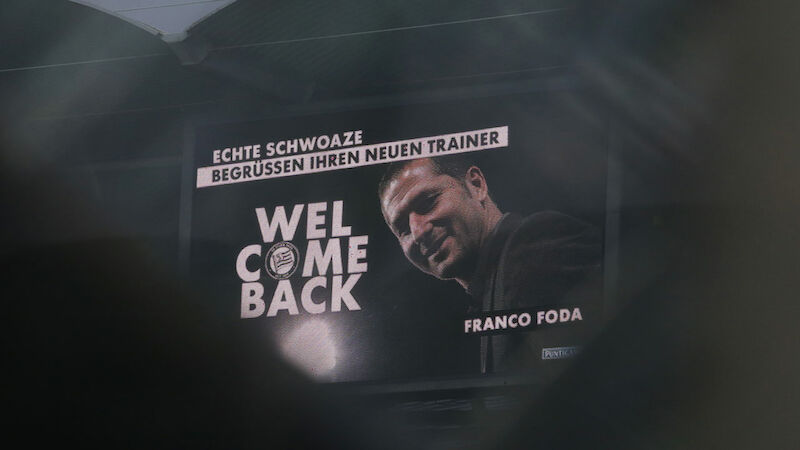 ECHTE SCHWOAZE
BEGRÜSSEN IHREN NEUEN TRAINER
WEL
COME
BACK
FRANCO FODA